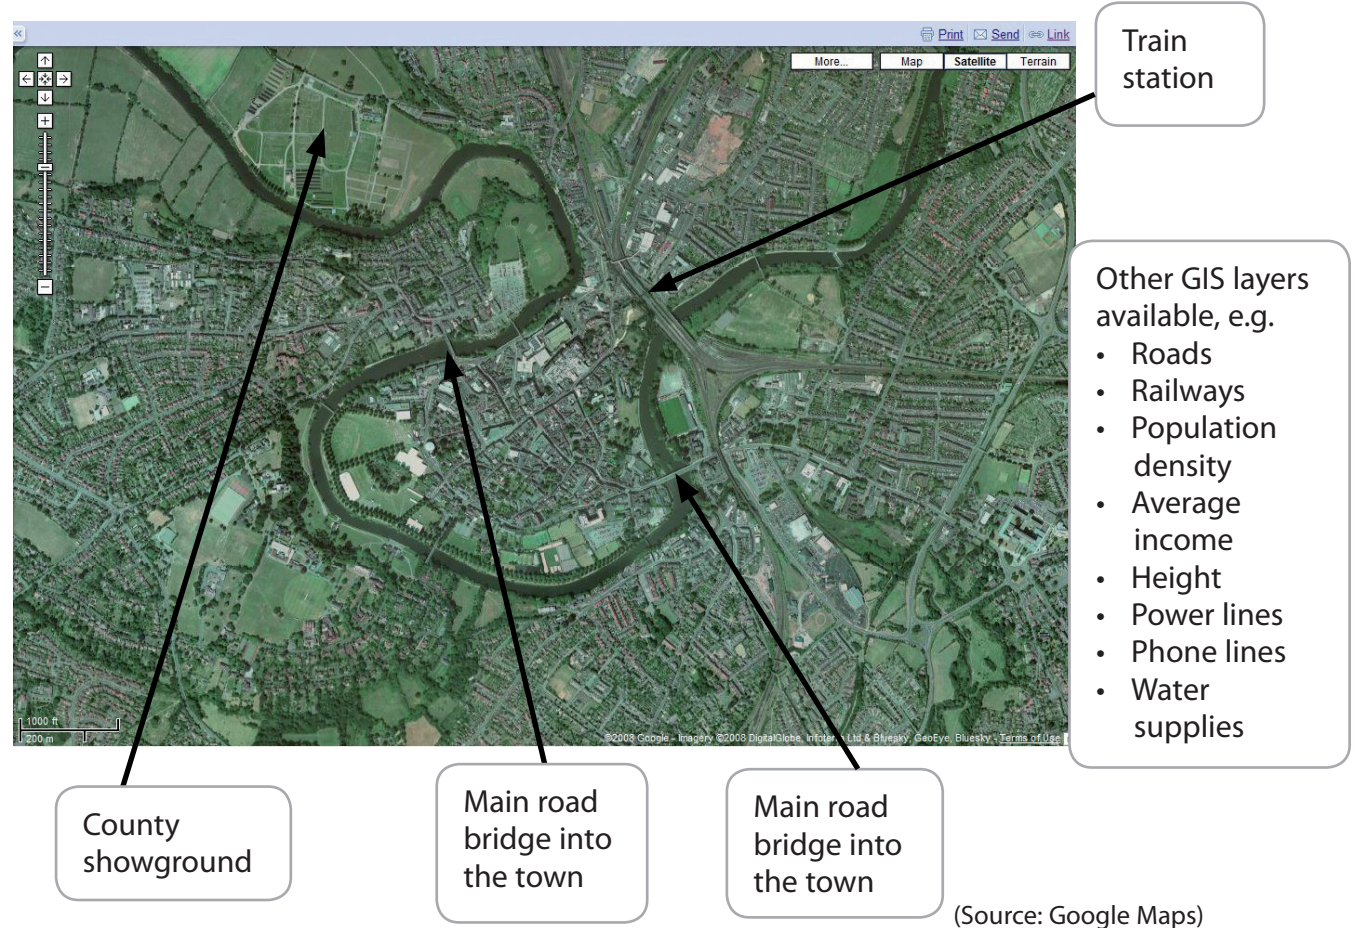 «
Print Send Link
More... Map Satellite Terrain
Train
station
Other GIS layers
available, e.g.
• Roads
• Railways
• Population
density
• Average
income
• Height
• Power lines
• Phone lines
• Water
supplies
1000 ft
200 m
©2008 Google - Imagery ©2008 DigitalGlobe, Infoterra Ltd & Bluesky, GeoEye, Bluesky - Terms of Use
County
showground
Main road
bridge into
the town
Main road
bridge into
the town
(Source: Google Maps)